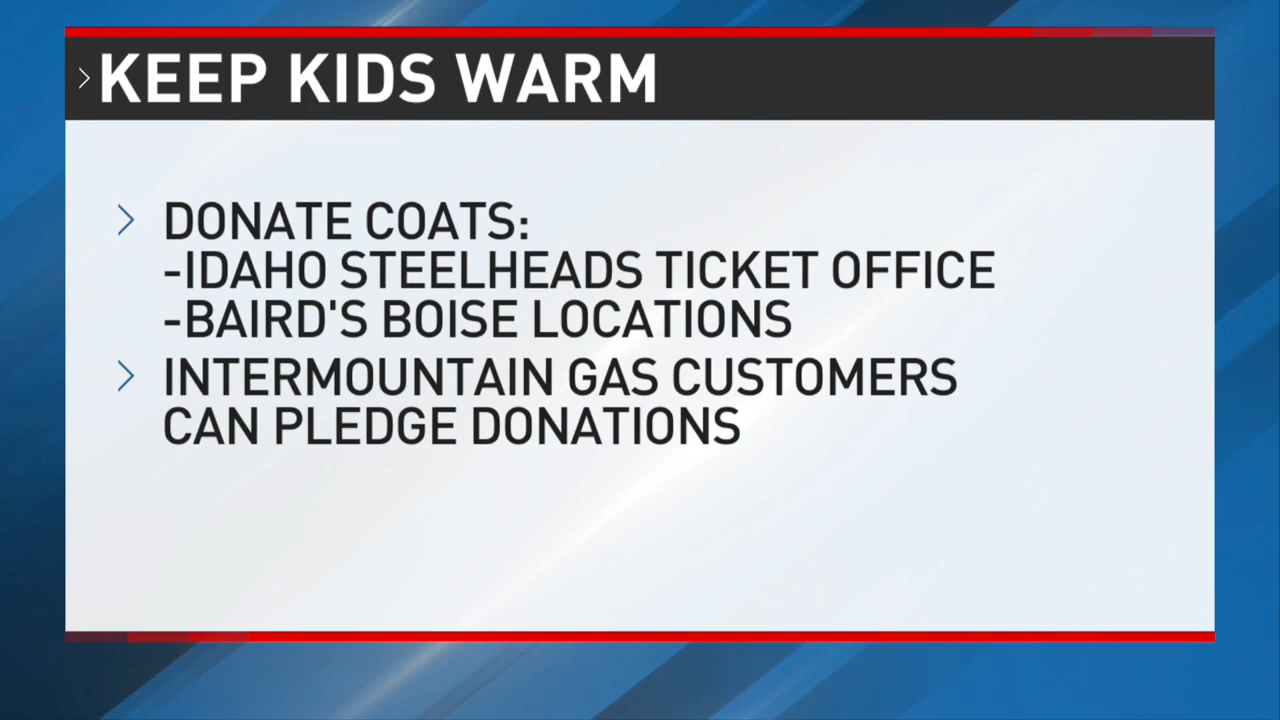 KEEP KIDS WARM
DONATE COATS:
-IDAHO STEELHEADS TICKET OFFICE
-BAIRD'S BOISE LOCATIONS
INTERMOUNTAIN GAS CUSTOMERS
CAN PLEDGE DONATIONS